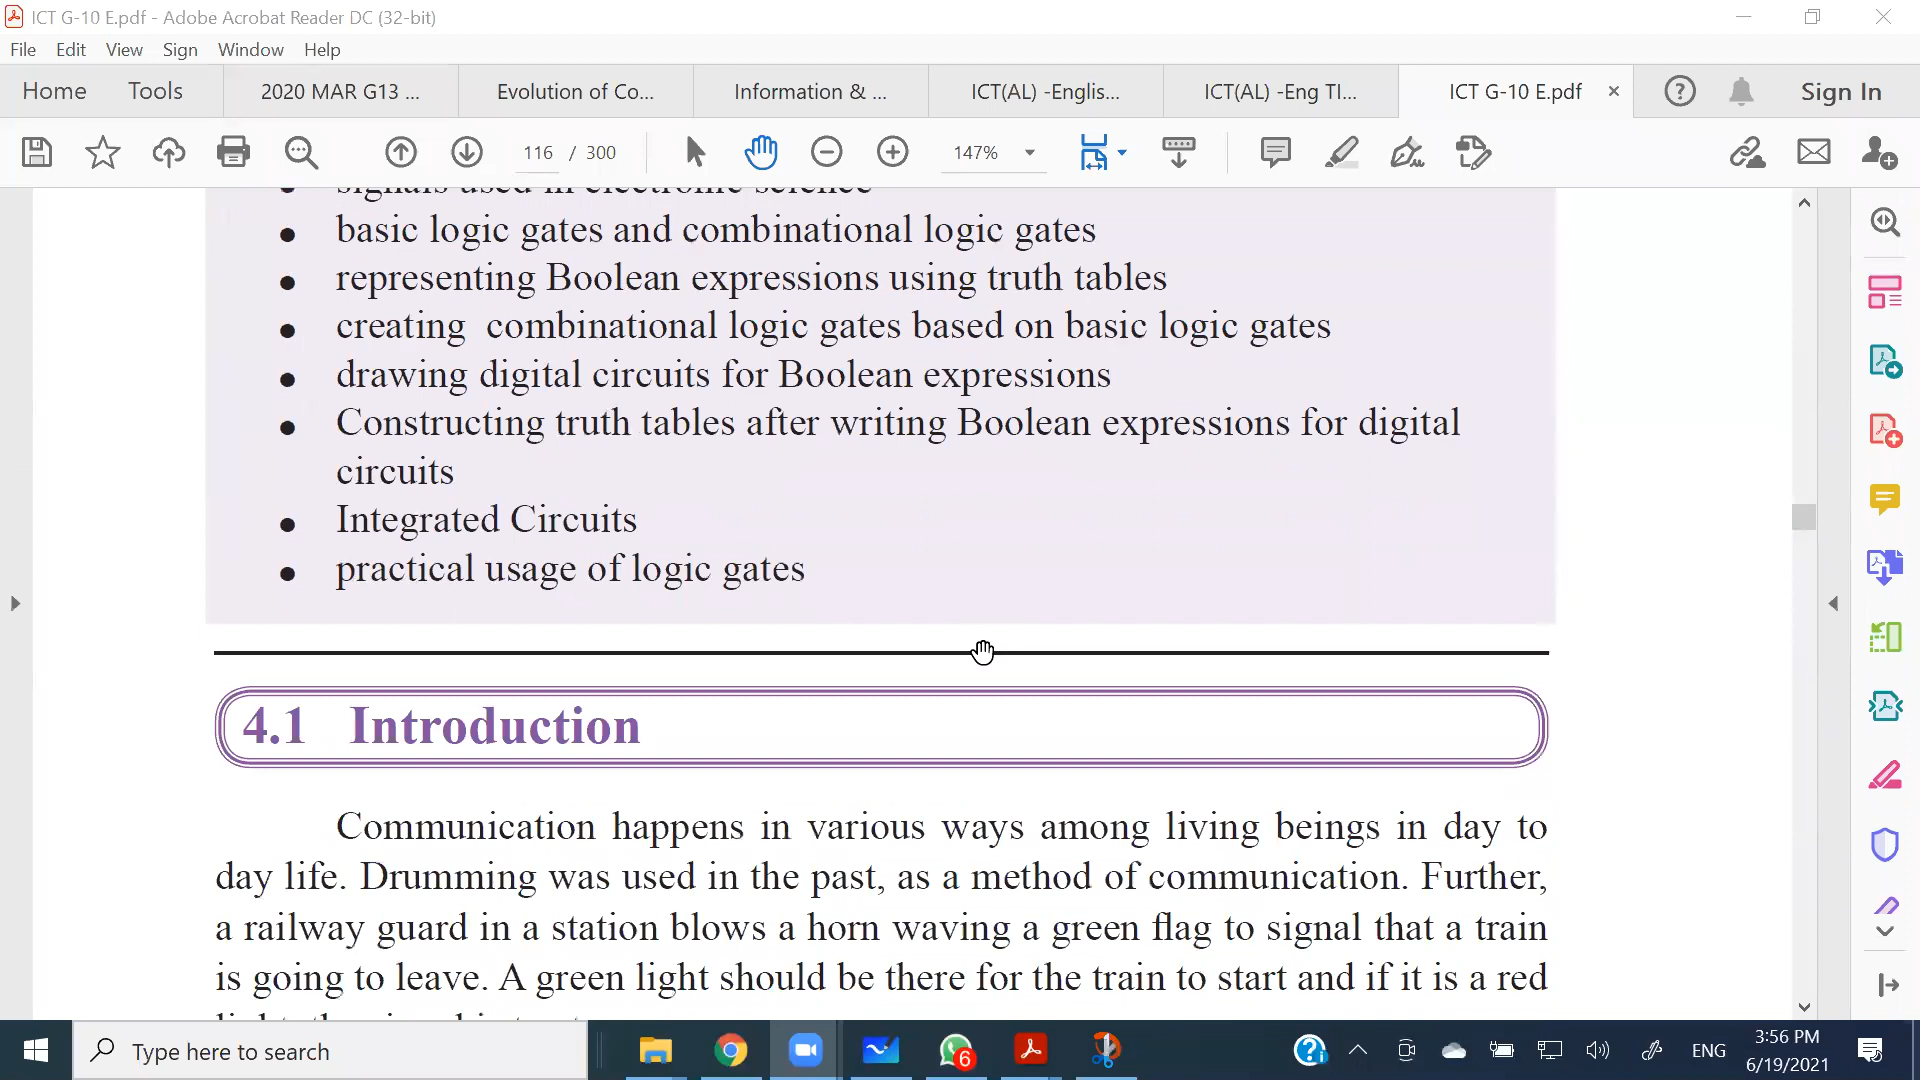 ICT G-10 E.pdf - Adobe Acrobat Reader DC (32-bit)
File Edit View Sign Window Help
Home Tools 2020 MAR G13 ... Evolution of Co... Information & ... ICT(AL) -Englis... ICT(AL) -Eng TI... ICT G-10 E.pdf × Sign In
116 / 300 147%
signals used in electronic science
● basic logic gates and combinational logic gates
● representing Boolean expressions using truth tables
● creating combinational logic gates based on basic logic gates
● drawing digital circuits for Boolean expressions
● Constructing truth tables after writing Boolean expressions for digital
circuits
● Integrated Circuits
● practical usage of logic gates
4.1 Introduction
Communication happens in various ways among living beings in day to
day life. Drumming was used in the past, as a method of communication. Further,
a railway guard in a station blows a horn waving a green flag to signal that a train
is going to leave. A green light should be there for the train to start and if it is a red
Type here to search
6
ENG
3:56 PM
6/19/2021